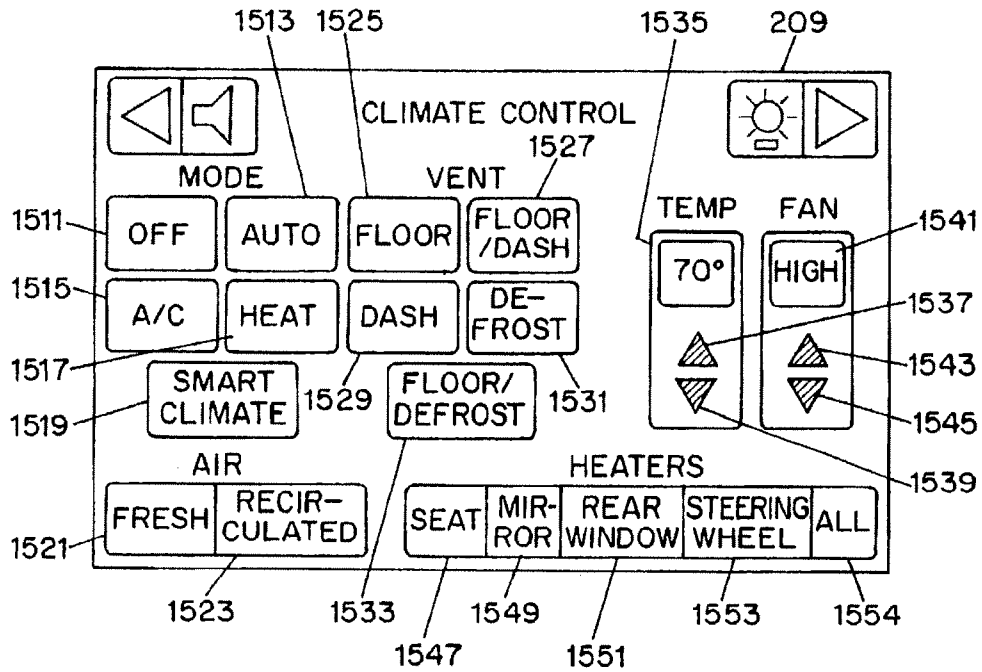 1513 1525 1535 209
CLIMATE CONTROL
1527
MODE VENT
TEMP FAN
1511 OFF AUTO FLOOR FLOOR
/DASH
70° HIGH 1541
1515 A/C HEAT DASH DE-
FROST
1537
1517 1529 1531 1543
SMART
CLIMATE
FLOOR/
DEFROST
1519 1545
1539
AIR HEATERS
FRESH RECIR-
CULATED
SEAT MIR-
ROR
REAR
WINDOW
STEERING
WHEEL
ALL
1521
1523 1533 1549 1553 1554
1547 1551